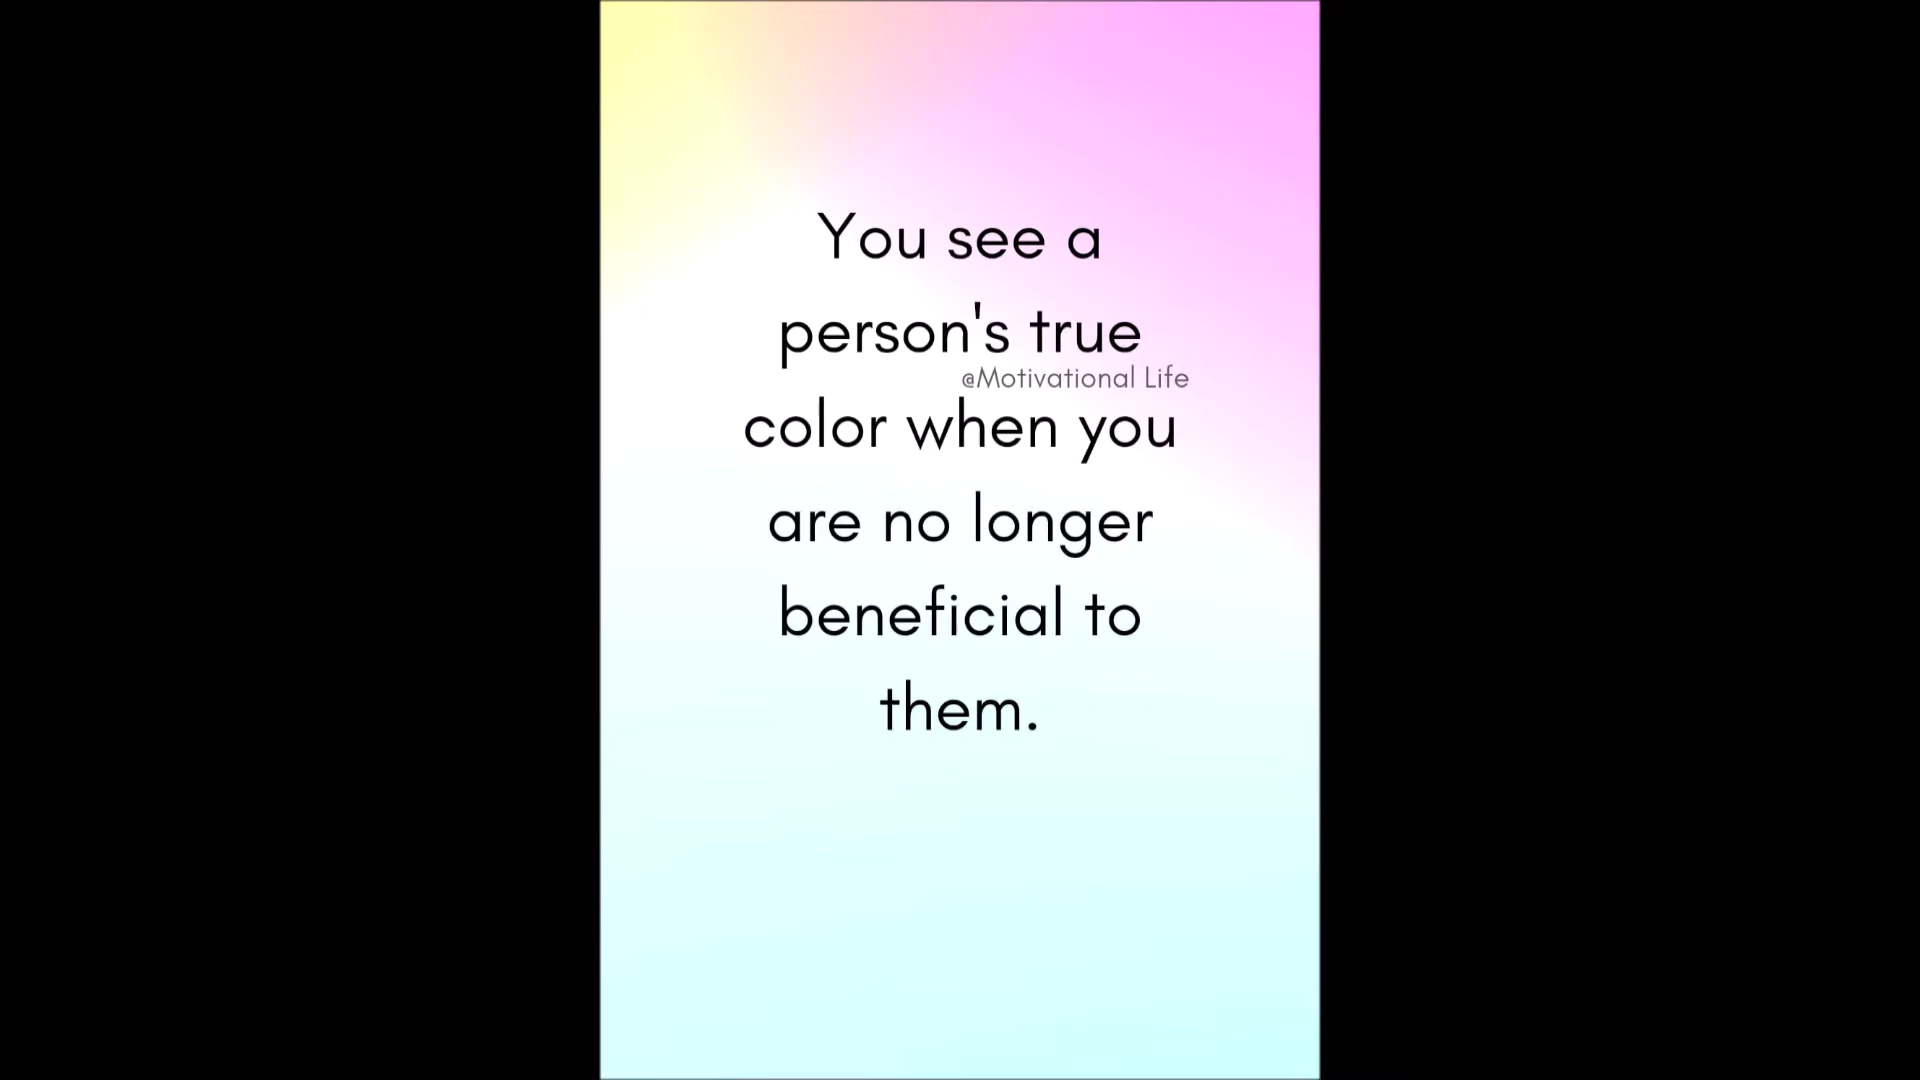 You see a
person's true
@Motivational Life
color when you
are no longer
beneficial to
them.